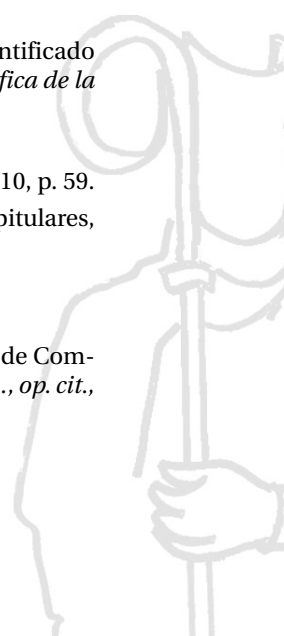 ntificado
fica de la
10, p. 59.
pitulares,
de Com-
., op. cit.,